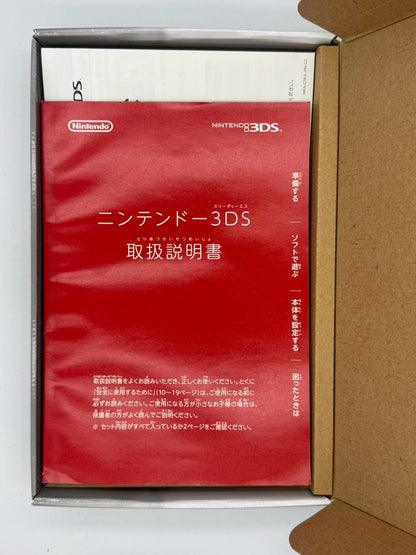 Nintendo
NINTENDO 3DS
スリーディーエス
ニンテンドー3DS
とりあつかいせつめいしょ
取扱説明書
準備する
ソフトで遊ぶ
本体を設定する
困ったときは
取扱説明書をよくお読みいただき、正しくお使いください。とくに
「安全に使用するために」(10～19ページ)は、ご使用になる前に
必ずお読みください。ご使用になる方が小さなお子様の場合は、
保護者の方がよく読んでご説明ください。
※ セット内容がすべて入っているか2ページをご確認ください。
3DS
ください。